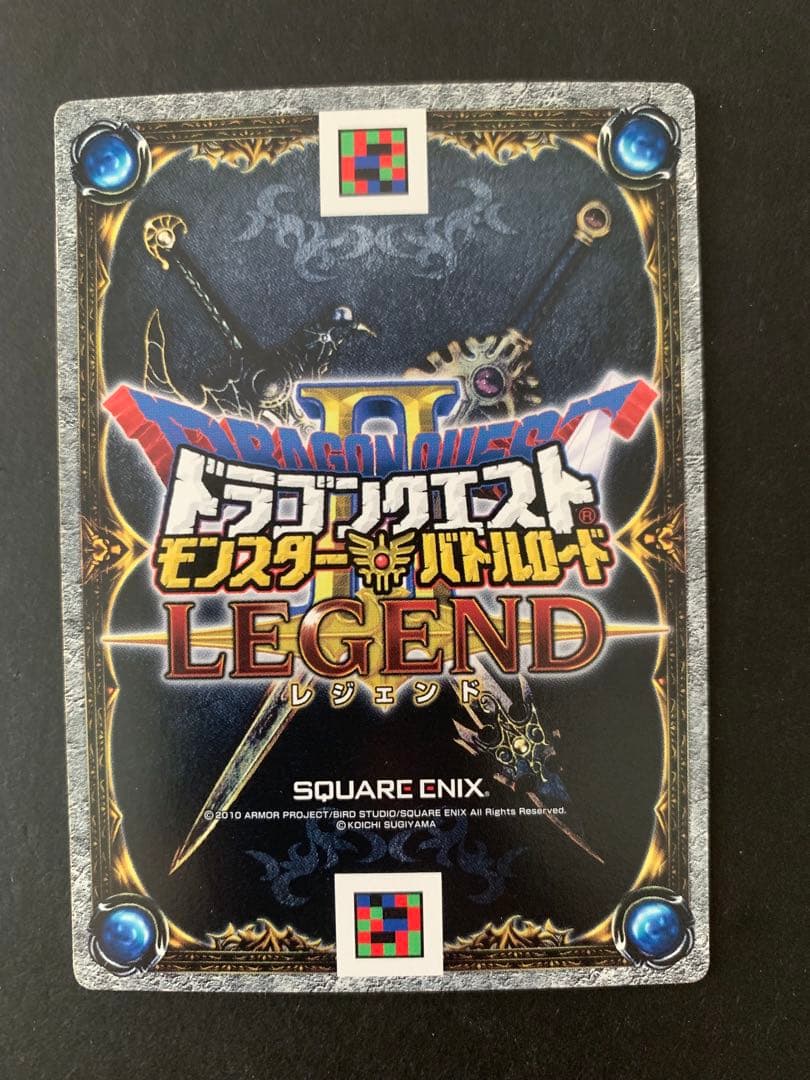 DRAGON QUEST
II
ドラゴンクエスト®
モンスターバトルロード
LEGEND
レジェンド
SQUARE ENIX®
©2010 ARMOR PROJECT/BIRD STUDIO/SQUARE ENIX All Rights Reserved.
©KOICHI SUGIYAMA